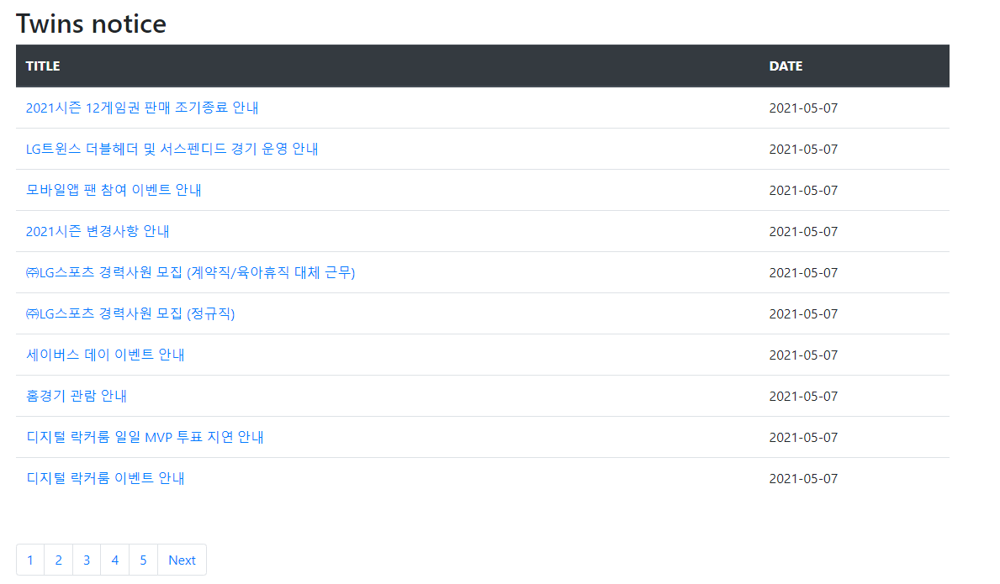 Twins notice
TITLE DATE
2021시즌 12게임권 판매 조기종료 안내 2021-05-07
LG트윈스 더블헤더 및 서스펜디드 경기 운영 안내 2021-05-07
모바일앱 팬 참여 이벤트 안내 2021-05-07
2021시즌 변경사항 안내 2021-05-07
㈜LG스포츠 경력사원 모집 (계약직/육아휴직 대체 근무) 2021-05-07
㈜LG스포츠 경력사원 모집 (정규직) 2021-05-07
세이버스 데이 이벤트 안내 2021-05-07
홈경기 관람 안내 2021-05-07
디지털 락커룸 일일 MVP 투표 지연 안내 2021-05-07
디지털 락커룸 이벤트 안내 2021-05-07
1 2 3 4 5 Next